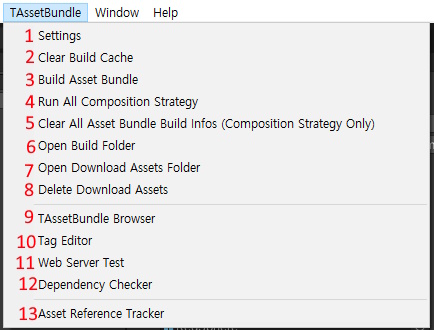 TAssetBundle Window Help
1 Settings
2 Clear Build Cache
3 Build Asset Bundle
4 Run All Composition Strategy
5 Clear All Asset Bundle Build Infos (Composition Strategy Only)
6 Open Build Folder
7 Open Download Assets Folder
8 Delete Download Assets
9 TAssetBundle Browser
10 Tag Editor
11 Web Server Test
12 Dependency Checker
13 Asset Reference Tracker